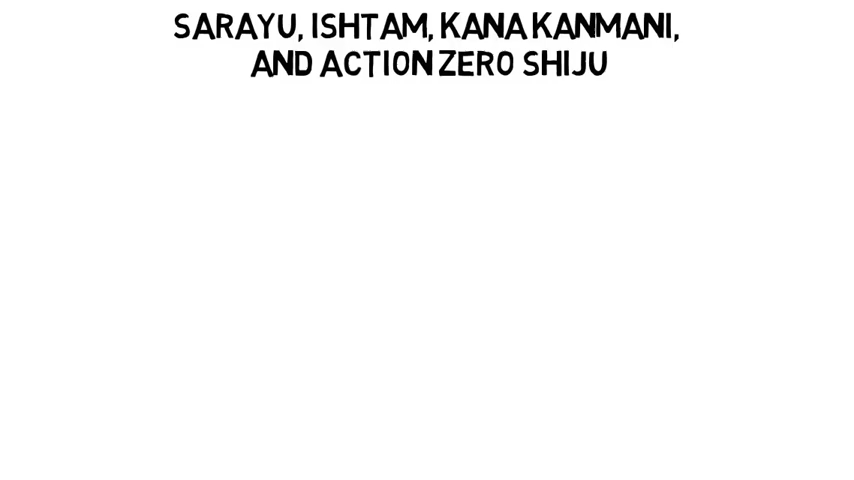 SARAYU, ISHTAM, KANA KANMANI,
AND ACTION ZERO SHIJU